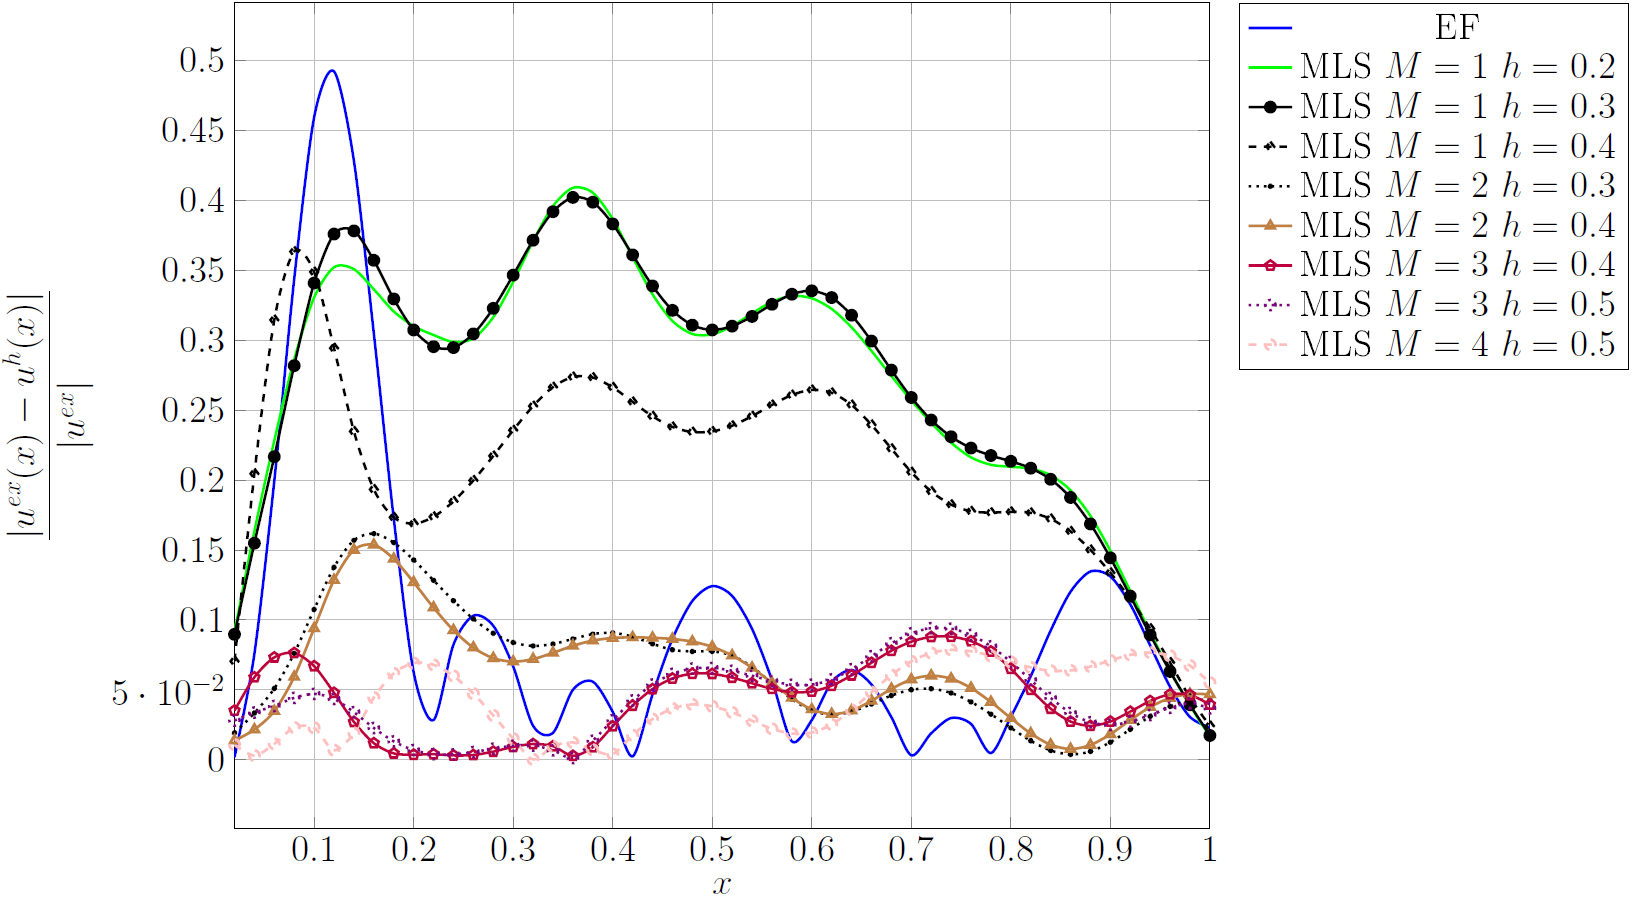 |u^{ex}(x) − u^h(x)|
|u^{ex}|
0.5
0.45
0.4
0.35
0.3
0.25
0.2
0.15
0.1
5 · 10^{−2}
0
0.1 0.2 0.3 0.4 0.5 0.6 0.7 0.8 0.9 1
x
EF
MLS M = 1 h = 0.2
MLS M = 1 h = 0.3
MLS M = 1 h = 0.4
MLS M = 2 h = 0.3
MLS M = 2 h = 0.4
MLS M = 3 h = 0.4
MLS M = 3 h = 0.5
MLS M = 4 h = 0.5